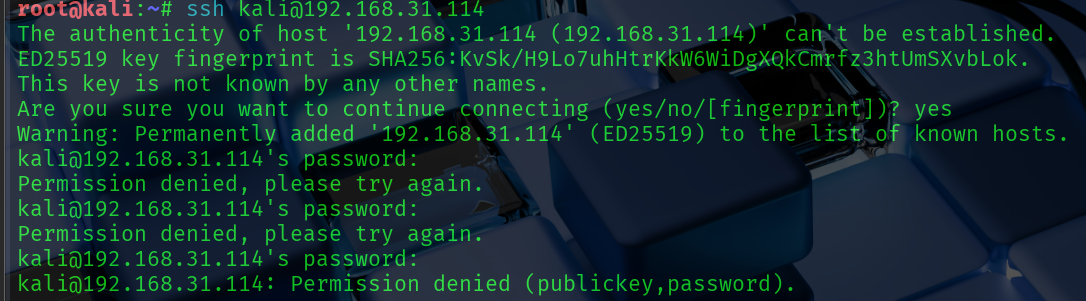 root@kali:~# ssh kali@192.168.31.114
The authenticity of host '192.168.31.114 (192.168.31.114)' can't be established.
ED25519 key fingerprint is SHA256:KvSk/H9Lo7uhHtrKkW6WiDgXQkCmrfz3htUmSXvbLok.
This key is not known by any other names.
Are you sure you want to continue connecting (yes/no/[fingerprint])? yes
Warning: Permanently added '192.168.31.114' (ED25519) to the list of known hosts.
kali@192.168.31.114's password:
Permission denied, please try again.
kali@192.168.31.114's password:
Permission denied, please try again.
kali@192.168.31.114's password:
kali@192.168.31.114: Permission denied (publickey,password).